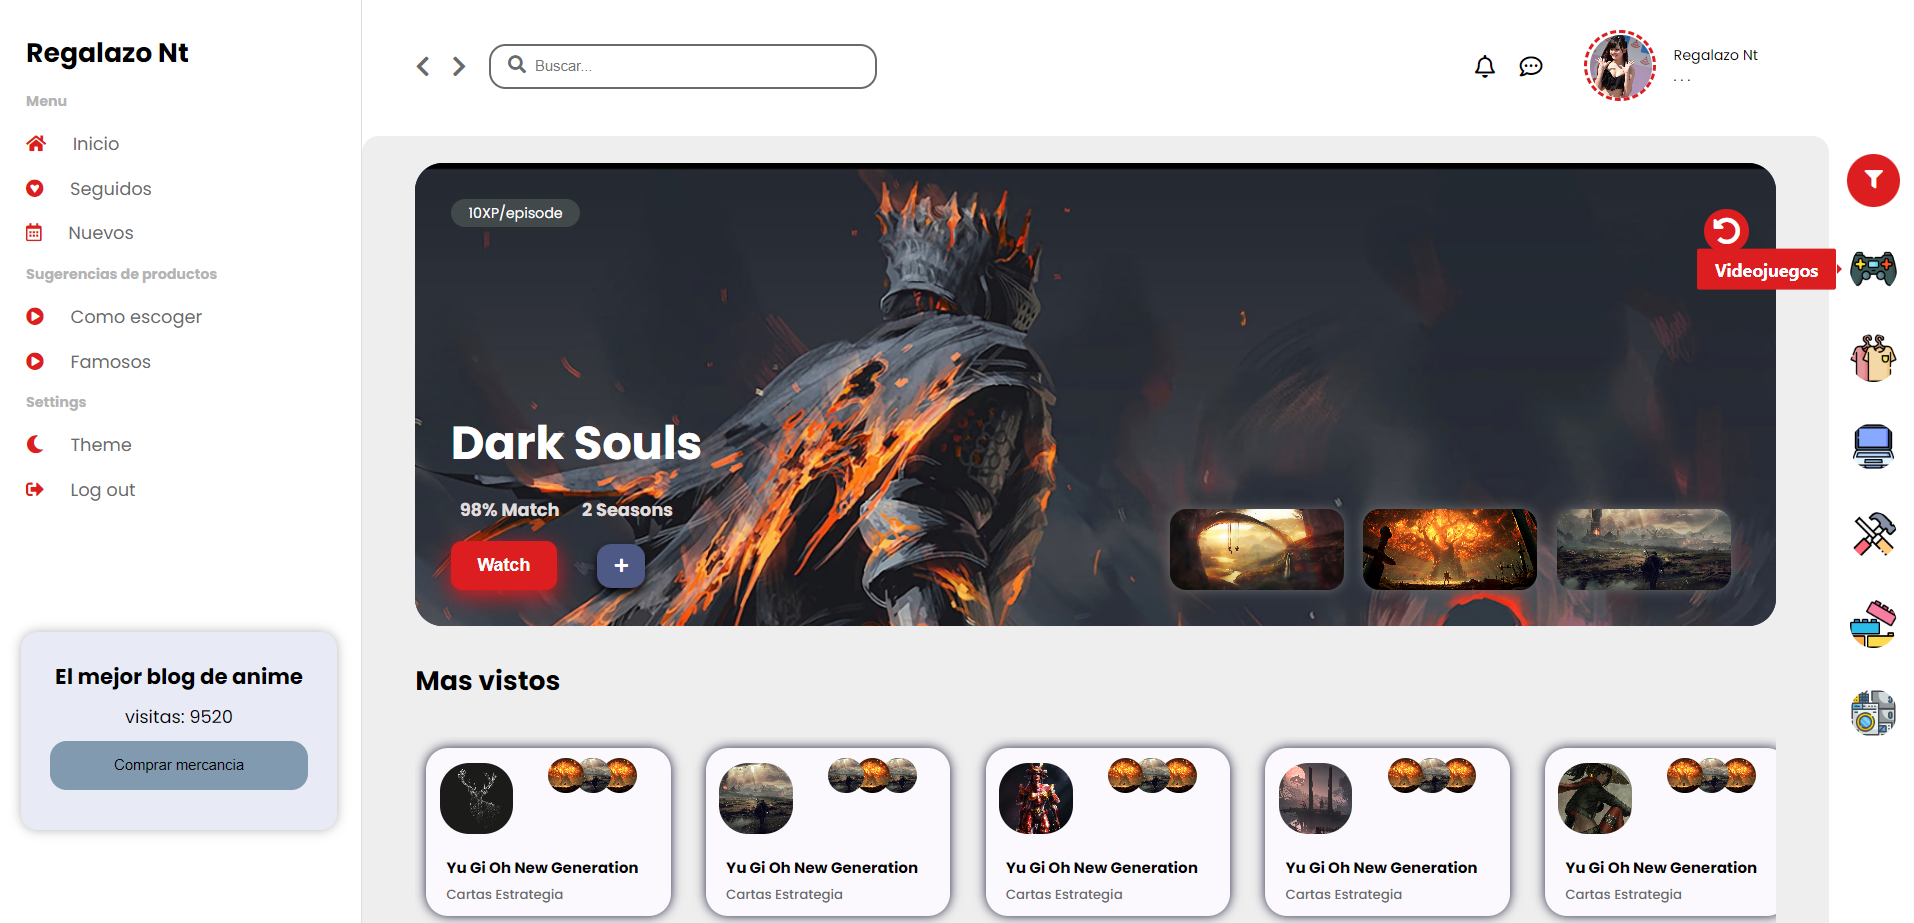 Regalazo Nt
Menu
Inicio
Seguidos
Nuevos
Sugerencias de productos
Como escoger
Famosos
Settings
Theme
Log out
El mejor blog de anime
visitas: 9520
Comprar mercancia
Buscar...
Regalazo Nt
. . .
10XP/episode
Videojuegos
Dark Souls
98% Match 2 Seasons
Watch
+
Mas vistos
Yu Gi Oh New Generation
Cartas Estrategia
Yu Gi Oh New Generation
Cartas Estrategia
Yu Gi Oh New Generation
Cartas Estrategia
Yu Gi Oh New Generation
Cartas Estrategia
Yu Gi Oh New Generation
Cartas Estrategia